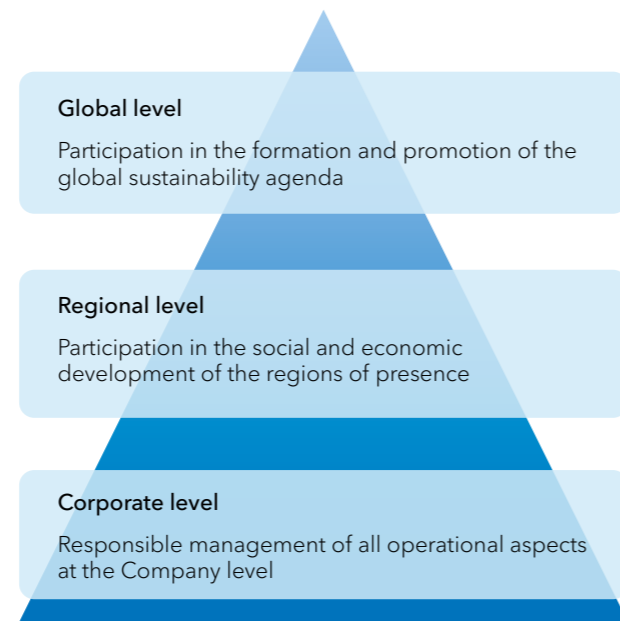 Global level
Participation in the formation and promotion of the
global sustainability agenda
Regional level
Participation in the social and economic
development of the regions of presence
Corporate level
Responsible management of all operational aspects
at the Company level